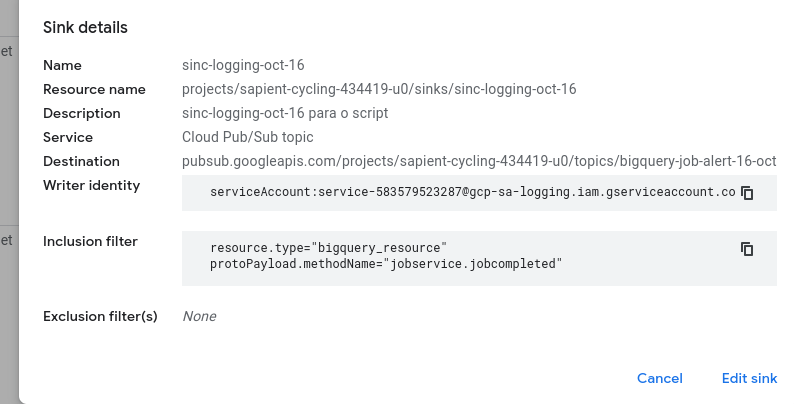 Sink details
et
Name sinc-logging-oct-16
Resource name projects/sapient-cycling-434419-u0/sinks/sinc-logging-oct-16
Description sinc-logging-oct-16 para o script
Service Cloud Pub/Sub topic
Destination pubsub.googleapis.com/projects/sapient-cycling-434419-u0/topics/bigquery-job-alert-16-oct
Writer identity serviceAccount:service-583579523287@gcp-sa-logging.iam.gserviceaccount.co
et
Inclusion filter resource.type="bigquery_resource"
protoPayload.methodName="jobservice.jobcompleted"
Exclusion filter(s) None
Cancel Edit sink